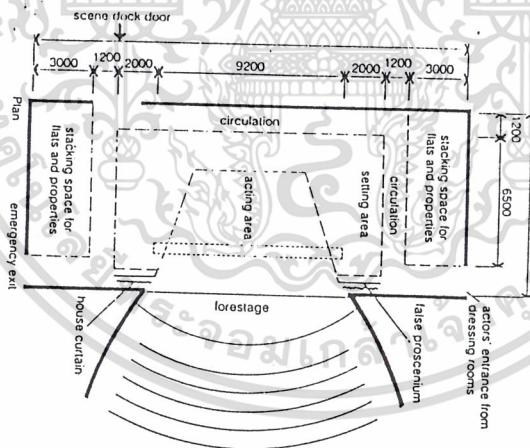 scene dock door
3000
1200
2000
9200
2000
1200
3000
1200
6500
Plan
stacking space for
flats and properties
circulation
acting area
setting area
circulation
stacking space for
flats and properties
emergency exit
house curtain
forestage
false proscenium
actors' entrance from
dressing rooms